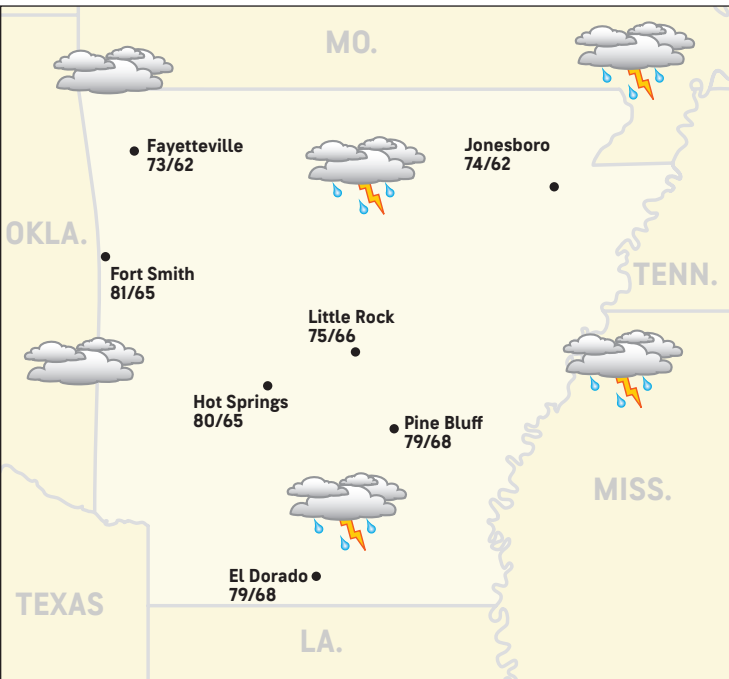 MO.
Fayetteville
73/62
Jonesboro
74/62
OKLA.
Fort Smith
81/65
TENN.
Little Rock
75/66
Hot Springs
80/65
Pine Bluff
79/68
MISS.
El Dorado
79/68
TEXAS
LA.